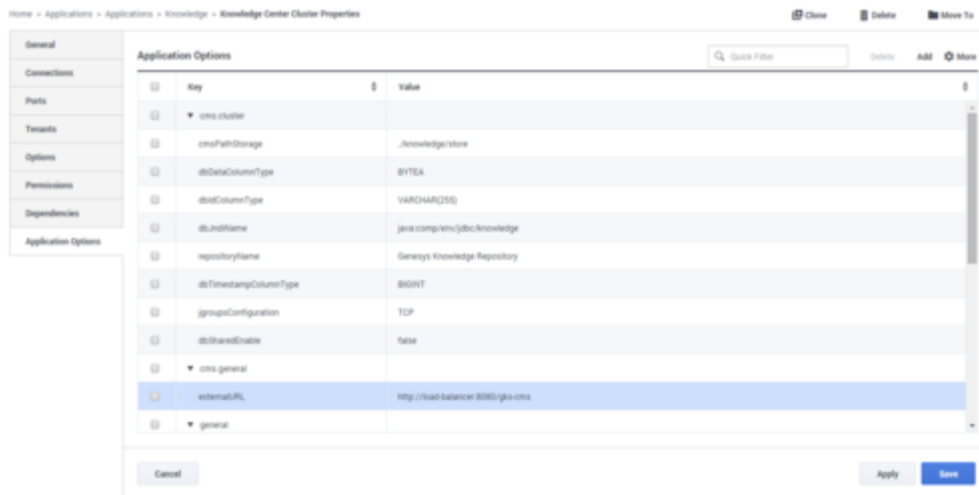 Home > Applications > Applications > Knowledge > Knowledge Center Cluster Properties
Clone Delete Move To
General
Connections
Ports
Tenants
Options
Permissions
Dependencies
Application Options
Application Options
Quick Filter Delete Add More
Key Value
cms.cluster
cmsPathStorage ./knowledge/store
dbDataColumnType BYTEA
dbIdColumnType VARCHAR(255)
dbJndiName java:comp/env/jdbc/knowledge
repositoryName Genesys Knowledge Repository
dbTimestampColumnType BIGINT
jgroupsConfiguration TCP
dbSharedEnable false
cms.general
externalURL http://load-balancer:8080/gks-cms
general
Cancel Apply Save